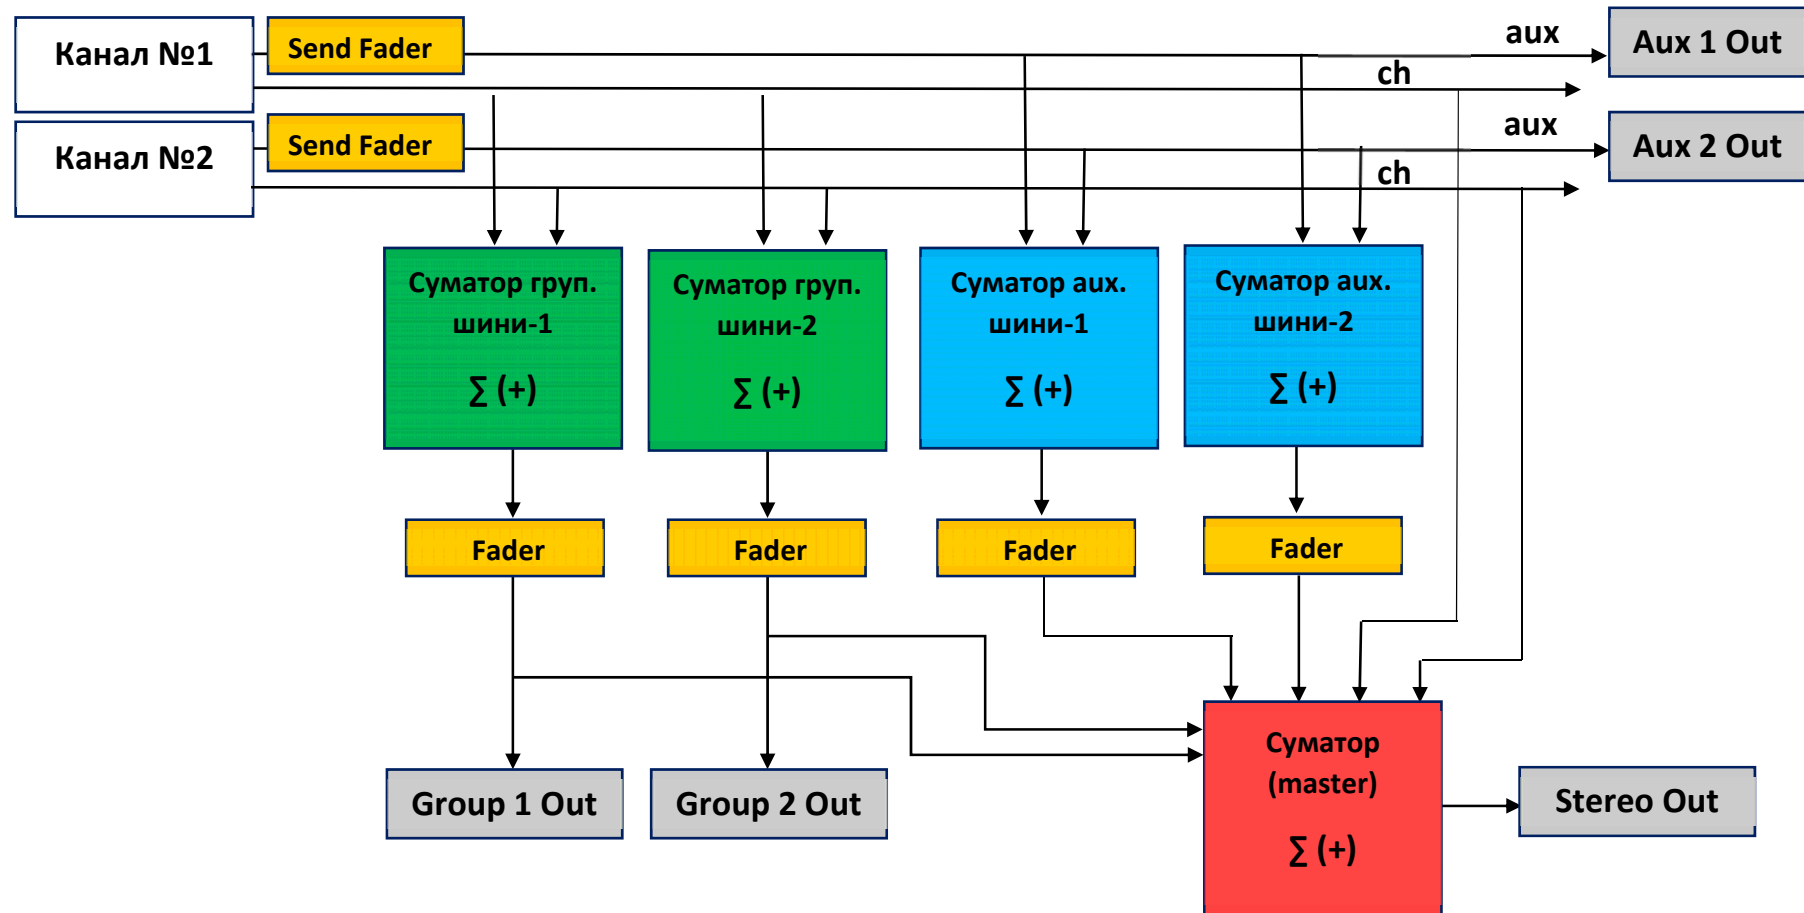 Канал №1
Send Fader
aux
Aux 1 Out
ch
Канал №2
Send Fader
aux
Aux 2 Out
ch
Суматор груп.
шини-1
∑ (+)
Суматор груп.
шини-2
∑ (+)
Суматор aux.
шини-1
∑ (+)
Суматор aux.
шини-2
∑ (+)
Fader
Fader
Fader
Fader
Group 1 Out
Group 2 Out
Суматор
(master)
∑ (+)
Stereo Out